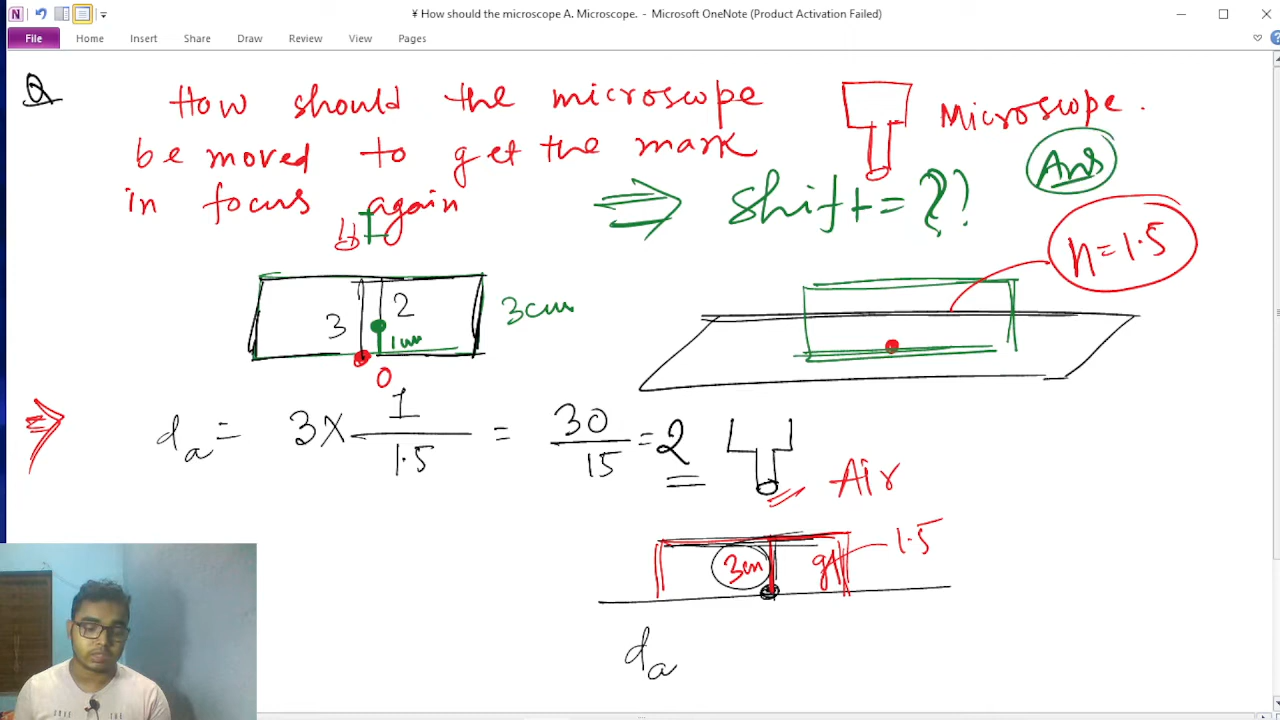 ¥ How should the microscope A. Microscope. - Microsoft OneNote (Product Activation Failed)
File Home Insert Share Draw Review View Pages
Q How should the microscope
be moved to get the mark
in focus again
Microscope.
Ans
⇒ shift = ??
n=1.5
3 2 3cm
O
⇒ da = 3 × 1/1.5 = 30/15 = 2
Air
3cm 1.5
da